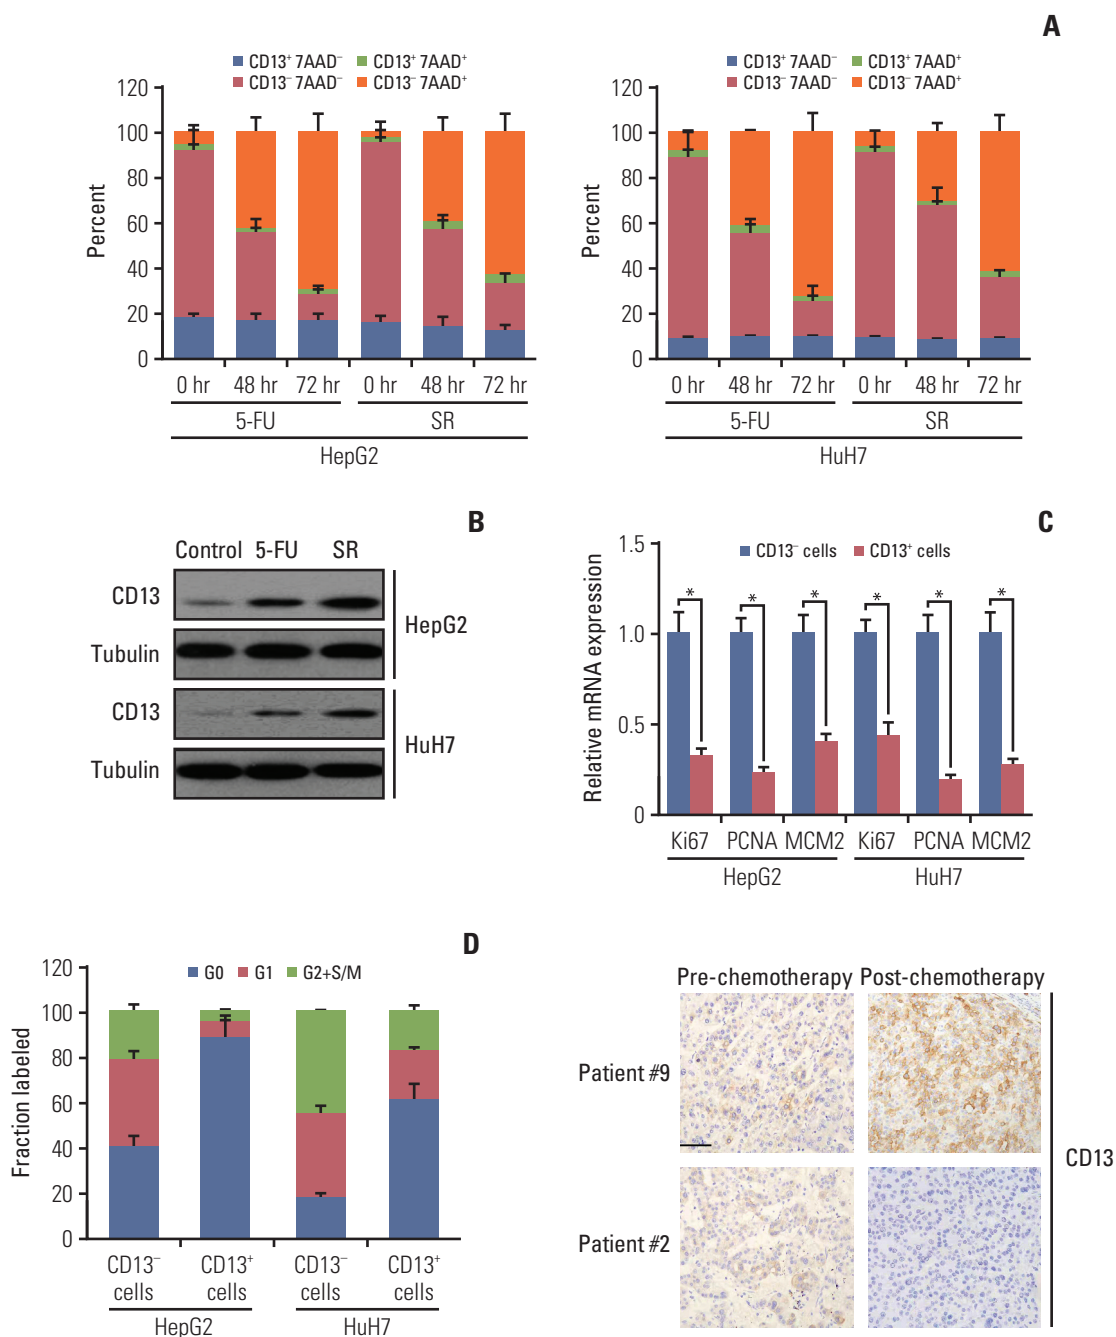 A
CD13+ 7AAD– CD13+ 7AAD+
CD13– 7AAD– CD13– 7AAD+
120
100
80
60
40
20
0
Percent
0 hr 48 hr 72 hr 0 hr 48 hr 72 hr
5-FU SR
HepG2
CD13+ 7AAD– CD13+ 7AAD+
CD13– 7AAD– CD13– 7AAD+
120
100
80
60
40
20
0
Percent
0 hr 48 hr 72 hr 0 hr 48 hr 72 hr
5-FU SR
HuH7
B
Control 5-FU SR
CD13
Tubulin
HepG2
CD13
Tubulin
HuH7
C
CD13– cells CD13+ cells
1.5
1.0
0.5
0
Relative mRNA expression
* * * * * *
Ki67 PCNA MCM2 Ki67 PCNA MCM2
HepG2 HuH7
D
G0 G1 G2+S/M
120
100
80
60
40
20
0
Fraction labeled
CD13– CD13+ CD13– CD13+
cells cells cells cells
HepG2 HuH7
Pre-chemotherapy Post-chemotherapy
Patient #9
Patient #2
CD13